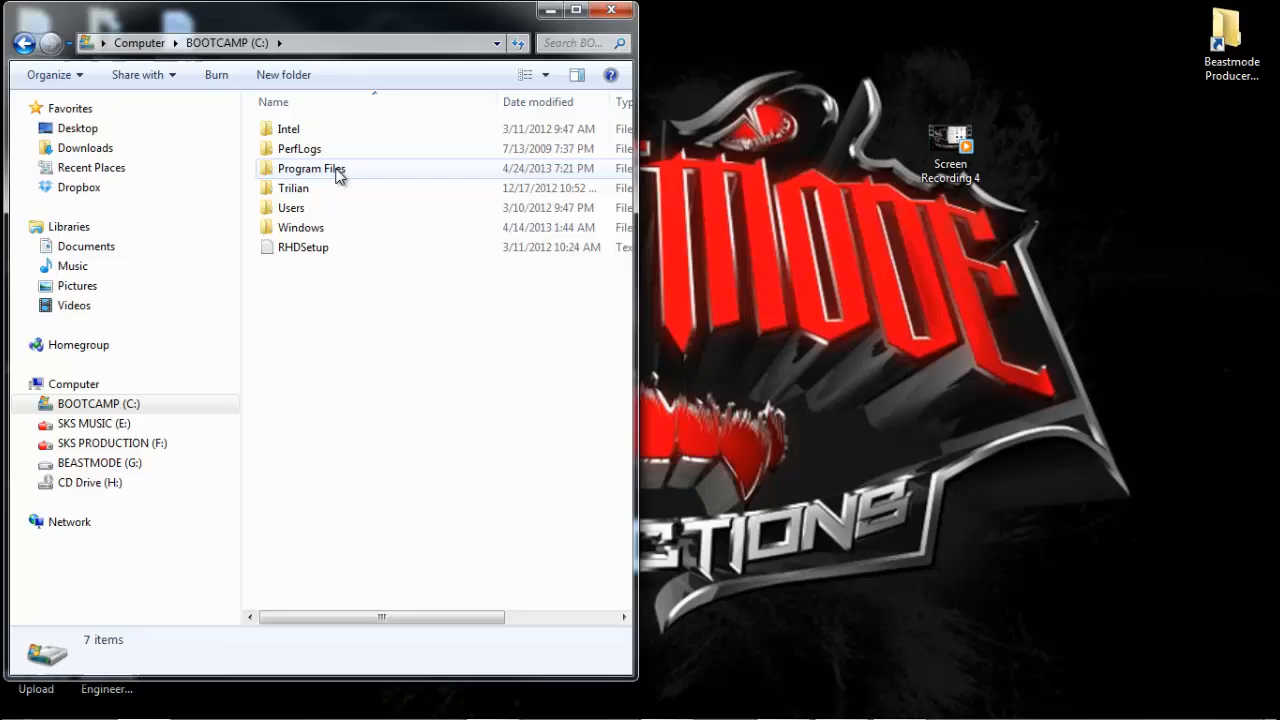 Computer BOOTCAMP (C:) Search BO...
Organize Share with Burn New folder
Name Date modified Typ
Favorites
Desktop
Downloads
Recent Places
Dropbox
Libraries
Documents
Music
Pictures
Videos
Homegroup
Computer
BOOTCAMP (C:)
SKS MUSIC (E:)
SKS PRODUCTION (F:)
BEASTMODE (G:)
CD Drive (H:)
Network
Intel 3/11/2012 9:47 AM File
PerfLogs 7/13/2009 7:37 PM File
Program Files 4/24/2013 7:21 PM File
Trilian 12/17/2012 10:52 ... File
Users 3/10/2012 9:47 PM File
Windows 4/14/2013 1:44 AM File
RHDSetup 3/11/2012 10:24 AM Tex
7 items
Upload
Engineer...
Screen
Recording 4
Beastmode
Producer...
MODE
CTIONS